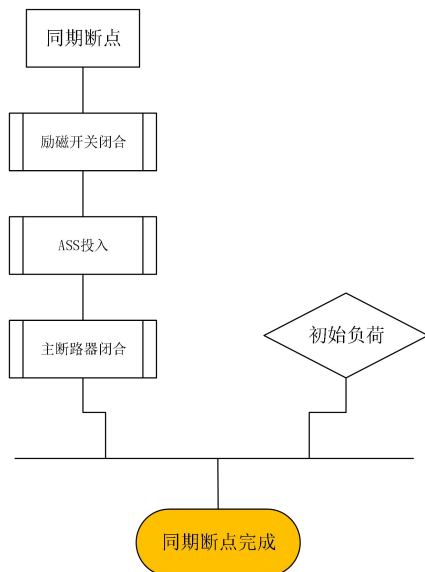 同期断点
励磁开关闭合
ASS投入
主断路器闭合
初始负荷
同期断点完成